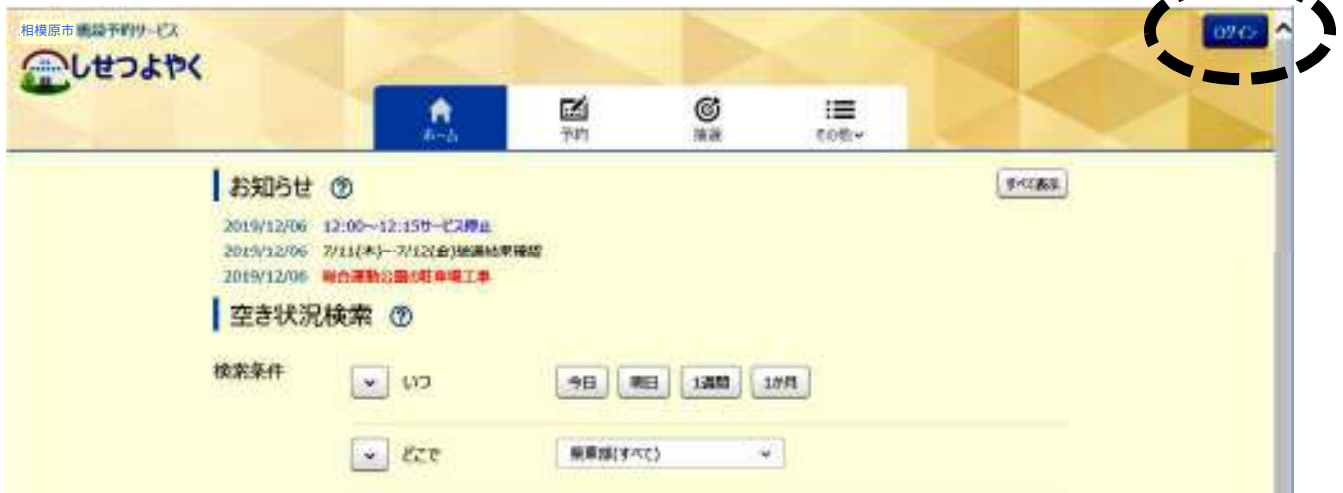 相模原市 施設予約サービス
しせつよやく
ログイン
ホーム 予約 抽選 その他
お知らせ ?
すべて表示
2019/12/06 12:00～12:15サービス停止
2019/12/06 7/11(木)～7/12(金)抽選結果確認
2019/12/06 総合運動公園の駐車場工事
空き状況検索 ?
検索条件 いつ 今日 明日 1週間 1か月
どこで (すべて)